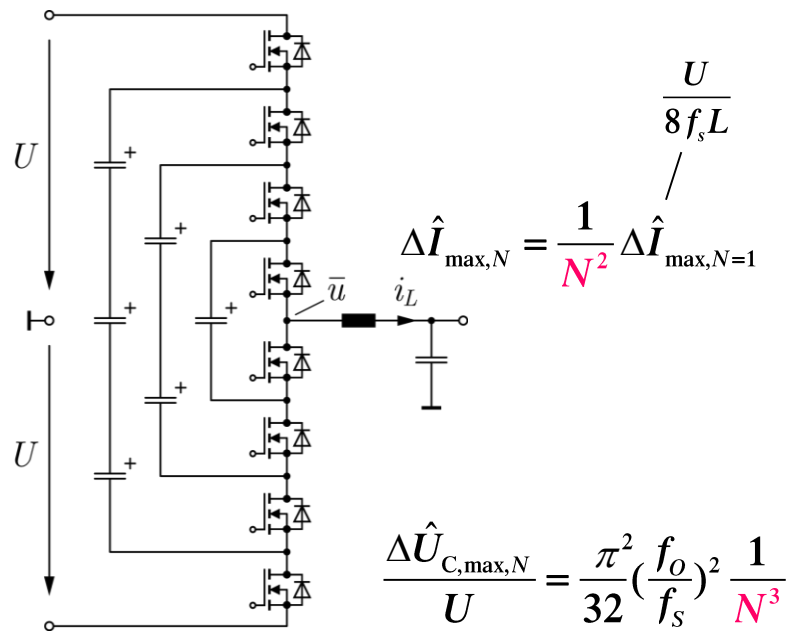 U
U
+
+
+
+
+
+
ū
i_L
U/(8f_sL)
ΔÎ_max,N = 1/N² ΔÎ_max,N=1
ΔÛ_C,max,N/U = π²/32 (f_O/f_S)² 1/N³